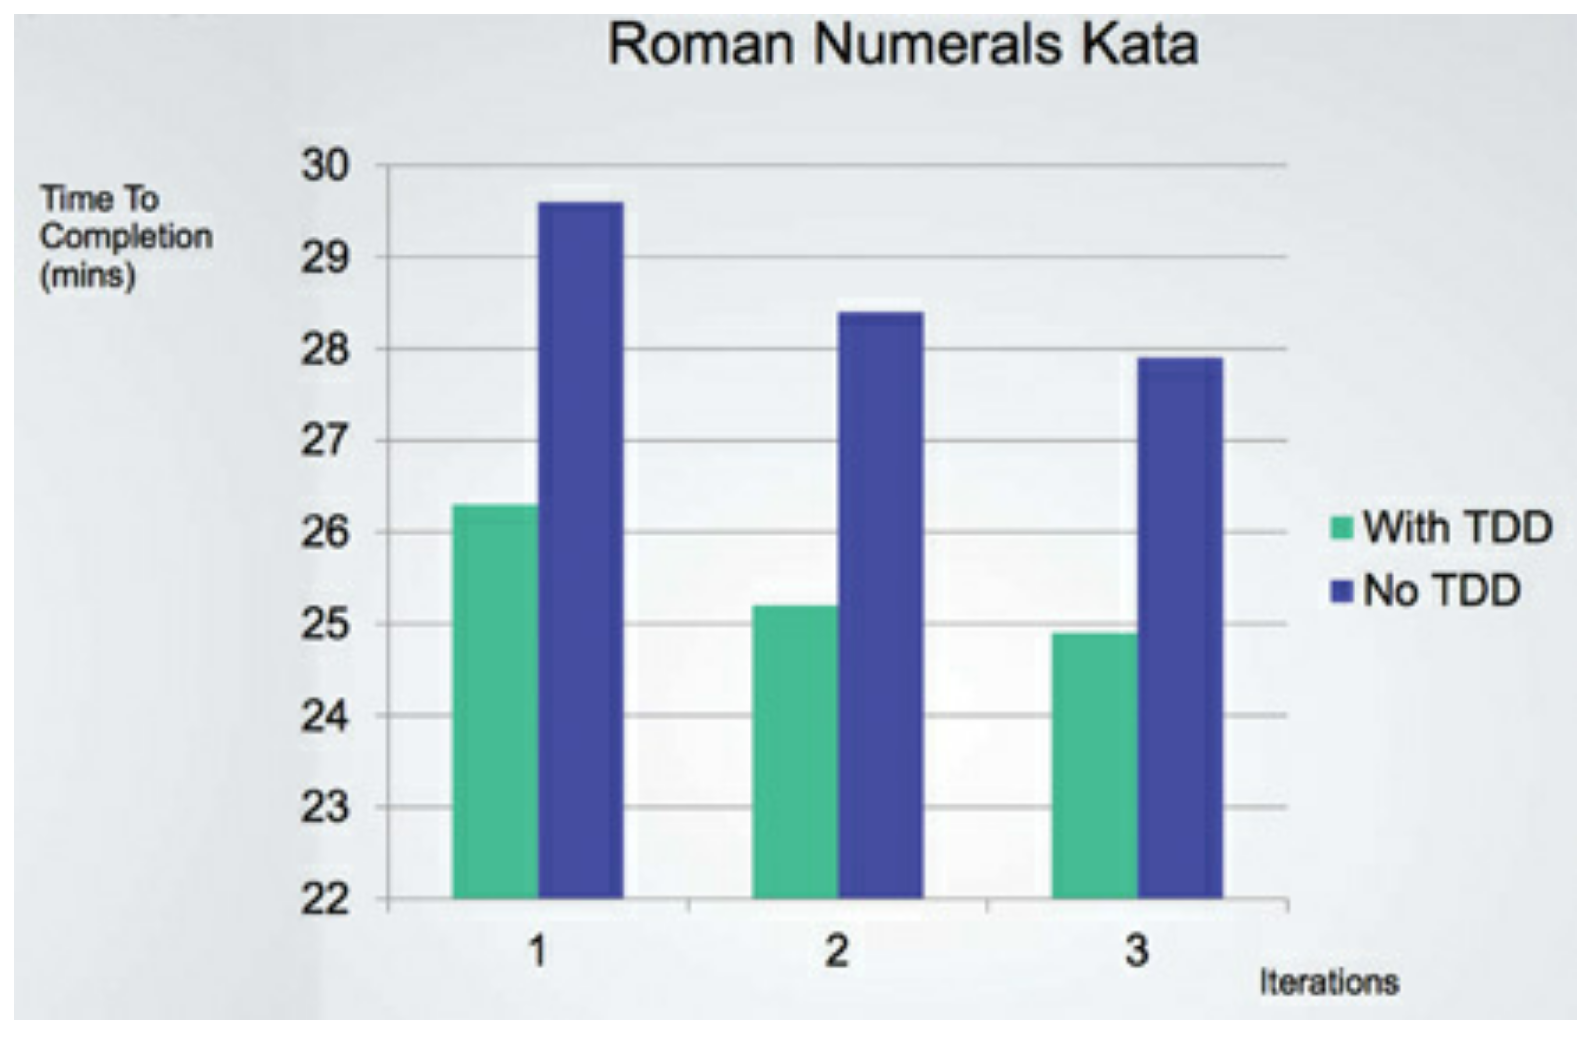 Roman Numerals Kata
Time To
Completion
(mins)
30
29
28
27
26
25
24
23
22
1
2
3
Iterations
With TDD
No TDD